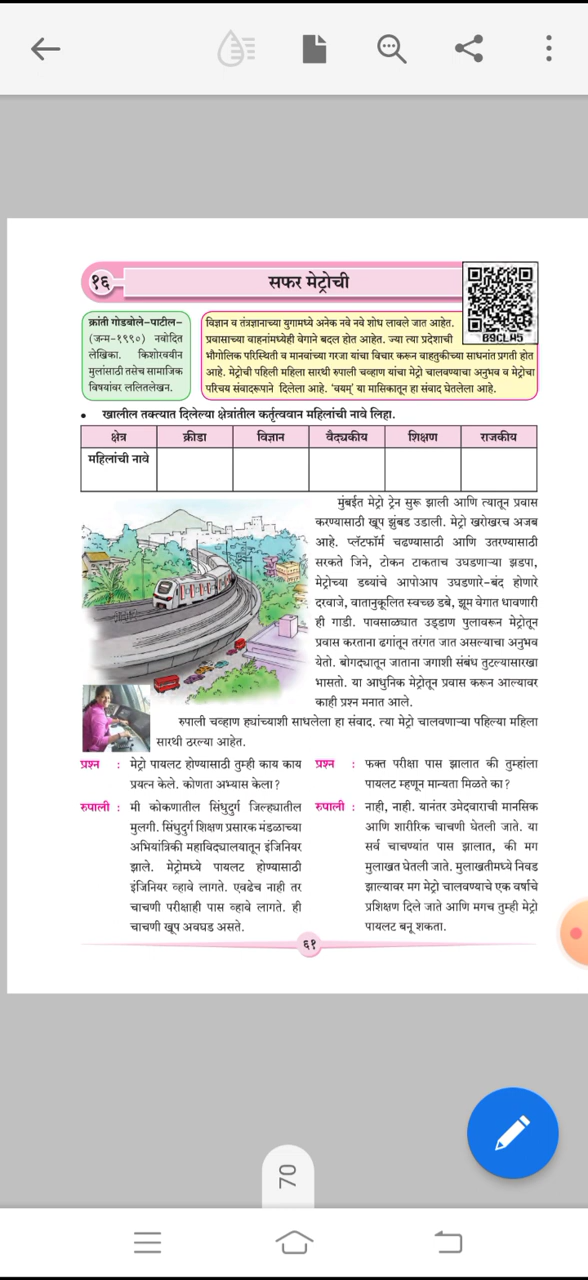 १६
सफर मेट्रोची
B9CLH5
क्रांती गोडबोले-पाटील-
(जन्म-१९९०) नवोदित
लेखिका. किशोरवयीन
मुलांसाठी तसेच सामाजिक
विषयांवर ललितलेखन.
विज्ञान व तंत्रज्ञानाच्या युगामध्ये अनेक नवे नवे शोध लावले जात आहेत.
प्रवासाच्या वाहनांमध्येही वेगाने बदल होत आहेत. ज्या त्या प्रदेशाची
भौगोलिक परिस्थिती व मानवांच्या गरजा यांचा विचार करून वाहतुकीच्या साधनांत प्रगती होत
आहे. मेट्रोची पहिली महिला सारथी रुपाली चव्हाण यांचा मेट्रो चालवण्याचा अनुभव व मेट्रोचा
परिचय संवादरूपाने दिलेला आहे. 'वयम्' या मासिकातून हा संवाद घेतलेला आहे.
• खालील तक्त्यात दिलेल्या क्षेत्रांतील कर्तृत्ववान महिलांची नावे लिहा.
क्षेत्र क्रीडा विज्ञान वैद्यकीय शिक्षण राजकीय
महिलांची नावे
मुंबईत मेट्रो ट्रेन सुरू झाली आणि त्यातून प्रवास
करण्यासाठी खूप झुंबड उडाली. मेट्रो खरोखरच अजब
आहे. प्लॅटफॉर्म चढण्यासाठी आणि उतरण्यासाठी
सरकते जिने, टोकन टाकताच उघडणाऱ्या झडपा,
मेट्रोच्या डब्यांचे आपोआप उघडणारे-बंद होणारे
दरवाजे, वातानुकूलित स्वच्छ डबे, झूम वेगात धावणारी
ही गाडी. पावसाळ्यात उड्डाण पुलावरून मेट्रोतून
प्रवास करताना ढगांतून तरंगत जात असल्याचा अनुभव
येतो. बोगद्यातून जाताना जगाशी संबंध तुटल्यासारखा
भासतो. या आधुनिक मेट्रोतून प्रवास करून आल्यावर
काही प्रश्न मनात आले.
रुपाली चव्हाण ह्यांच्याशी साधलेला हा संवाद. त्या मेट्रो चालवणाऱ्या पहिल्या महिला
सारथी ठरल्या आहेत.
प्रश्न : मेट्रो पायलट होण्यासाठी तुम्ही काय काय
प्रयत्न केले. कोणता अभ्यास केला?
रुपाली : मी कोकणातील सिंधुदुर्ग जिल्ह्यातील
मुलगी. सिंधुदुर्ग शिक्षण प्रसारक मंडळाच्या
अभियांत्रिकी महाविद्यालयातून इंजिनियर
झाले. मेट्रोमध्ये पायलट होण्यासाठी
इंजिनियर व्हावे लागते. एवढेच नाही तर
चाचणी परीक्षाही पास व्हावे लागते. ही
चाचणी खूप अवघड असते.
प्रश्न : फक्त परीक्षा पास झालात की तुम्हांला
पायलट म्हणून मान्यता मिळते का?
रुपाली : नाही, नाही. यानंतर उमेदवाराची मानसिक
आणि शारीरिक चाचणी घेतली जाते. या
सर्व चाचण्यांत पास झालात, की मग
मुलाखत घेतली जाते. मुलाखतीमध्ये निवड
झाल्यावर मग मेट्रो चालवण्याचे एक वर्षाचे
प्रशिक्षण दिले जाते आणि मगच तुम्ही मेट्रो
पायलट बनू शकता.
६१
70